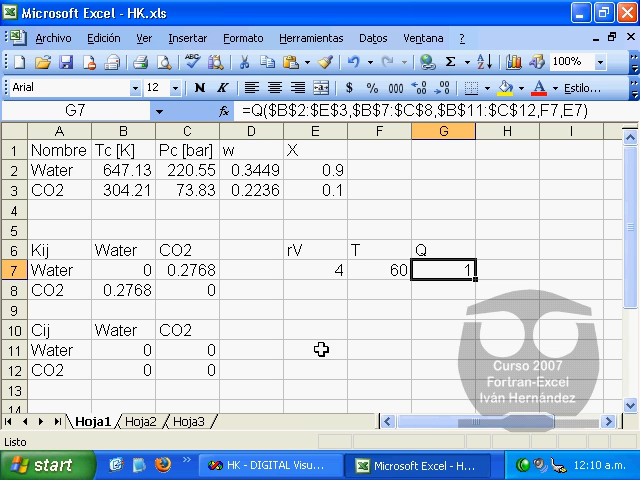 Microsoft Excel - HK.xls
Archivo Edición Ver Insertar Formato Herramientas Datos Ventana ?
100%
Arial 12 N K S $ % 000 Estilo...
G7 fx =Q($B$2:$E$3,$B$7:$C$8,$B$11:$C$12,F7,E7)
A B C D E F G H I
1 Nombre Tc [K] Pc [bar] w X
2 Water 647.13 220.55 0.3449 0.9
3 CO2 304.21 73.83 0.2236 0.1
4
5
6 Kij Water CO2 rV T Q
7 Water 0 0.2768 4 60 1
8 CO2 0.2768 0
9
10 Cij Water CO2
11 Water 0 0
12 CO2 0 0
13
14
Curso 2007
Fortran-Excel
Iván Hernández
Hoja1 Hoja2 Hoja3
Listo
start HK - DIGITAL Visu... Microsoft Excel - H... 12:10 a.m.